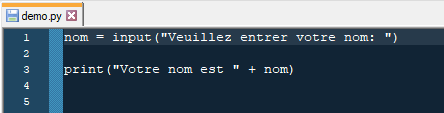 demo.py
1 nom = input("Veuillez entrer votre nom: ")
2
3 print("Votre nom est " + nom)
4
5